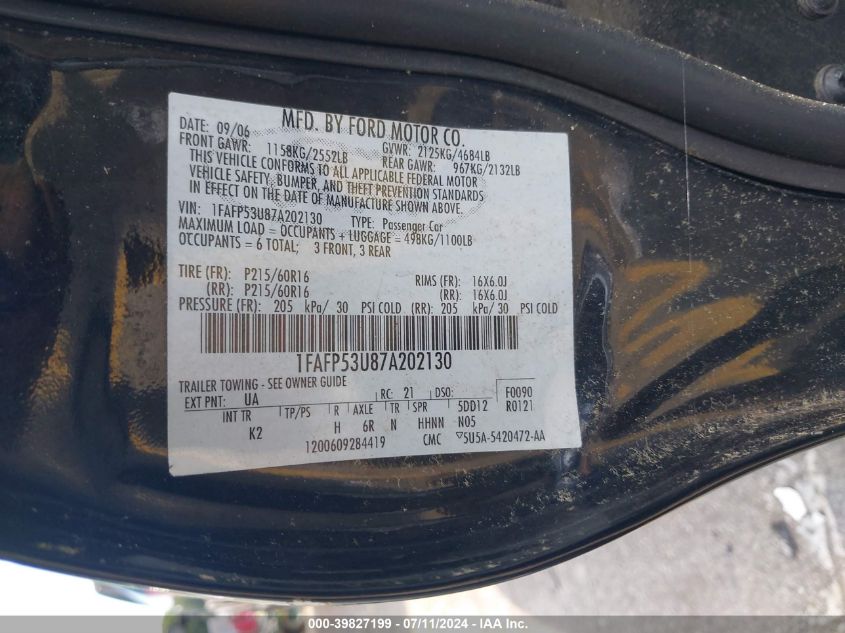 MFD. BY FORD MOTOR CO.
DATE: 09/06 GVWR: 2125KG/4684LB
FRONT GAWR: 1158KG/2552LB REAR GAWR: 967KG/2132LB
THIS VEHICLE CONFORMS TO ALL APPLICABLE FEDERAL MOTOR
VEHICLE SAFETY, BUMPER, AND THEFT PREVENTION STANDARDS
IN EFFECT ON THE DATE OF MANUFACTURE SHOWN ABOVE.
VIN: 1FAFP53U87A202130 TYPE: Passenger Car
MAXIMUM LOAD = OCCUPANTS + LUGGAGE = 498KG/1100LB
OCCUPANTS = 6 TOTAL; 3 FRONT, 3 REAR
TIRE (FR): P215/60R16 RIMS (FR): 16X6.0J
(RR): P215/60R16 (RR): 16X6.0J
PRESSURE (FR): 205 kPa/ 30 PSI COLD (RR): 205 kPa/ 30 PSI COLD
1FAFP53U87A202130
TRAILER TOWING - SEE OWNER GUIDE
EXT PNT: UA RC: 21 DSO: F0090
INT TR TP/PS R AXLE TR SPR 5DD12 R0121
K2 H 6R N HHNN N05
1200609284419 CMC ▽5U5A-5420472-AA
000-39827199 | 07/11/2024 | IAA Inc.